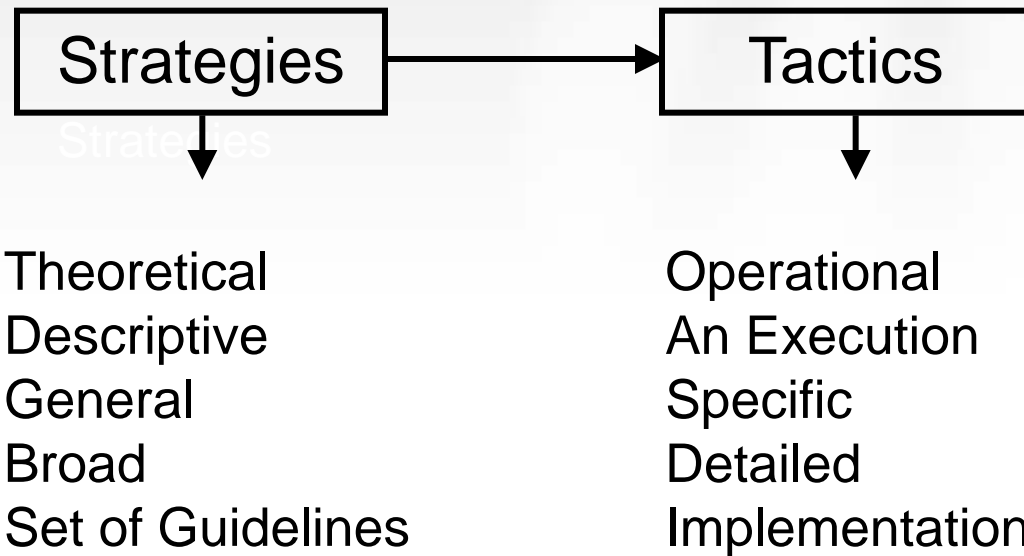 Strategies
Tactics
Strategies
Theoretical
Descriptive
General
Broad
Set of Guidelines
Operational
An Execution
Specific
Detailed
Implementation